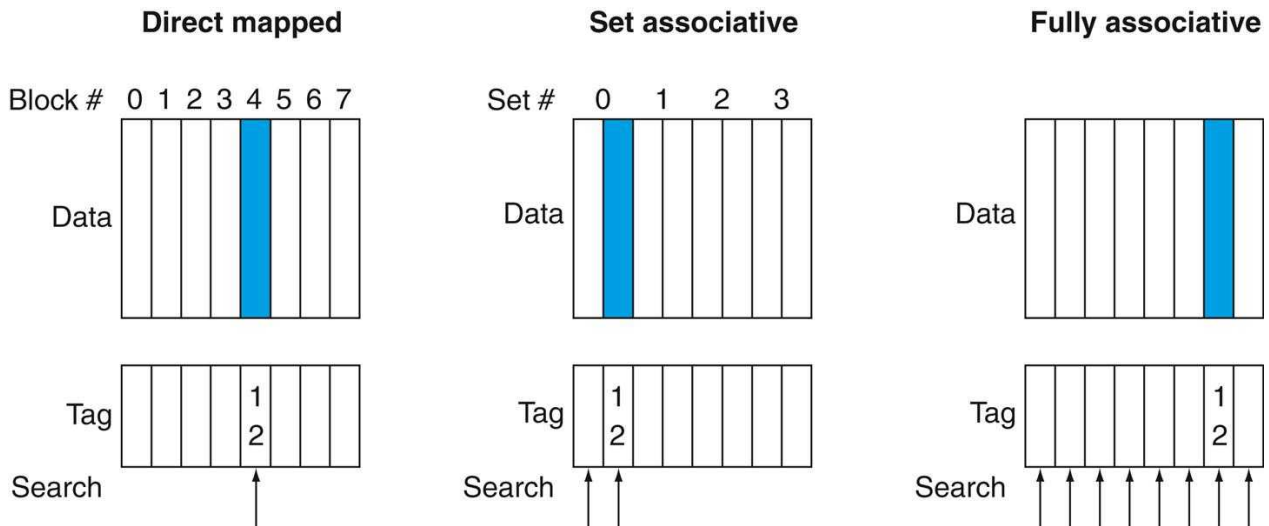 Direct mapped
Block # 0 1 2 3 4 5 6 7
Data
Tag
1
2
Search
Set associative
Set # 0 1 2 3
Data
Tag
1
2
Search
Fully associative
Data
Tag
1
2
Search